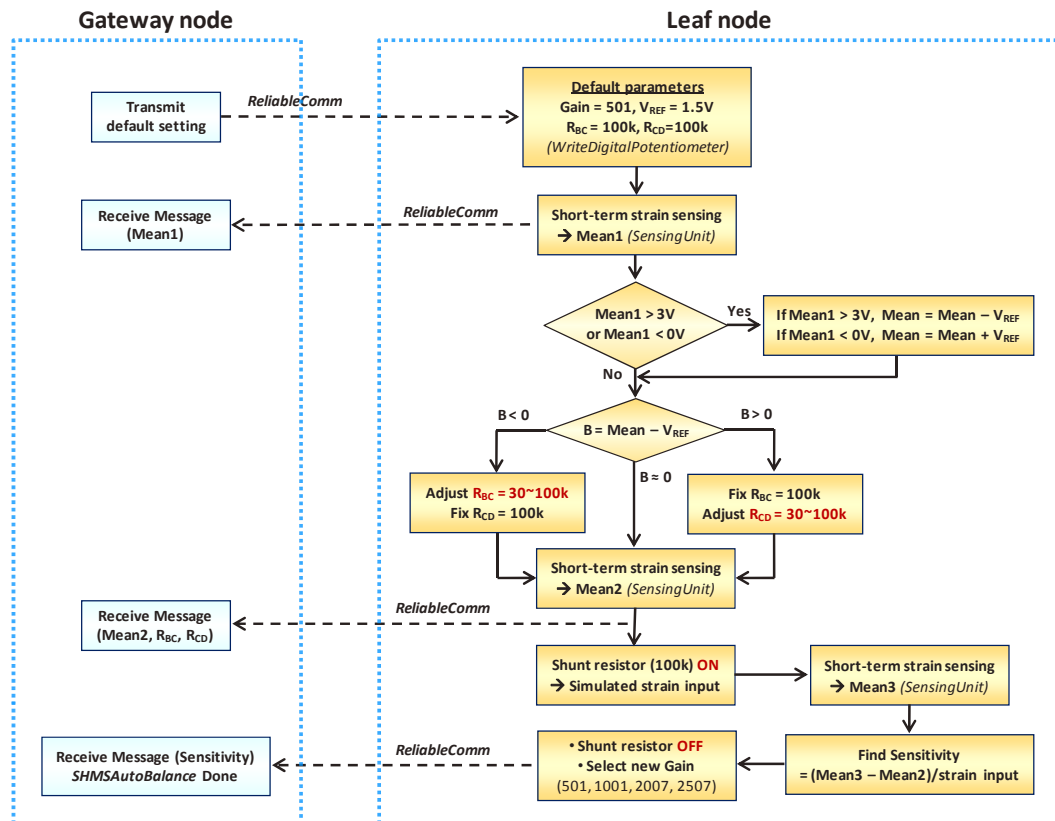 Gateway node
Leaf node
Transmit
default setting
ReliableComm
Default parameters
Gain = 501, VREF = 1.5V
RBC = 100k, RCD=100k
(WriteDigitalPotentiometer)
Receive Message
(Mean1)
ReliableComm
Short-term strain sensing
→ Mean1 (SensingUnit)
Mean1 > 3V
or Mean1 < 0V
Yes
If Mean1 > 3V, Mean = Mean – VREF
If Mean1 < 0V, Mean = Mean + VREF
No
B < 0
B = Mean – VREF
B > 0
B ≈ 0
Adjust RBC = 30~100k
Fix RCD = 100k
Fix RBC = 100k
Adjust RCD = 30~100k
Short-term strain sensing
→ Mean2 (SensingUnit)
Receive Message
(Mean2, RBC, RCD)
ReliableComm
Shunt resistor (100k) ON
→ Simulated strain input
Short-term strain sensing
→ Mean3 (SensingUnit)
Receive Message (Sensitivity)
SHMSAutoBalance Done
ReliableComm
• Shunt resistor OFF
• Select new Gain
(501, 1001, 2007, 2507)
Find Sensitivity
= (Mean3 – Mean2)/strain input